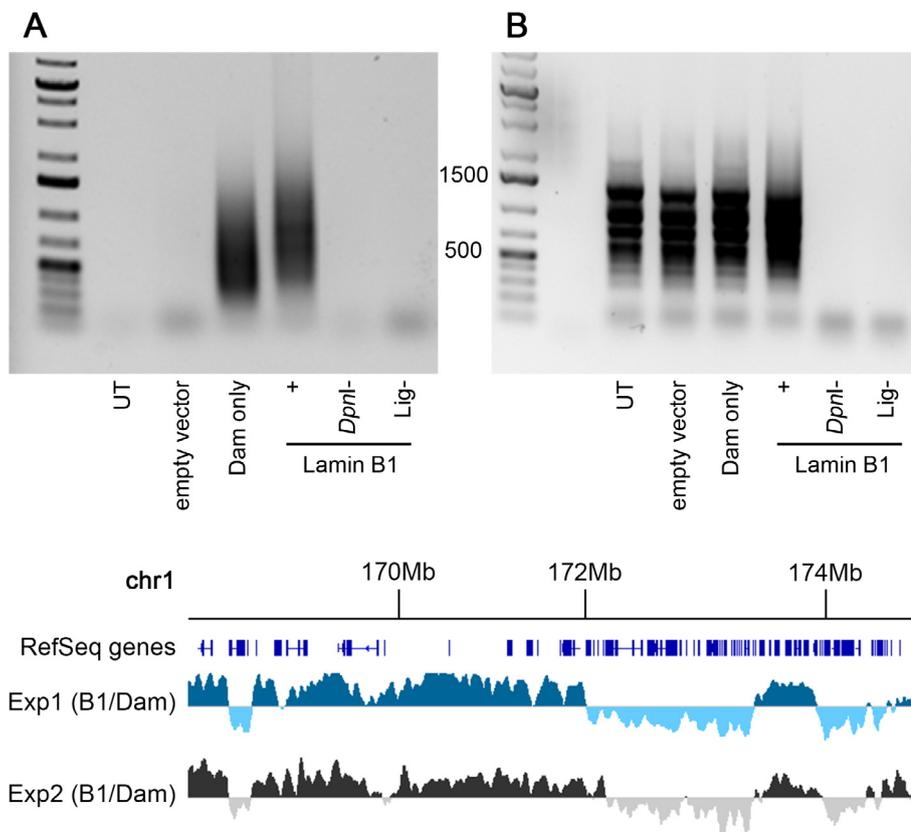 A B
1500
500
UT
empty vector
Dam only
+
DpnI-
Lig-
Lamin B1
UT
empty vector
Dam only
+
DpnI-
Lig-
Lamin B1
chr1 170Mb 172Mb 174Mb
RefSeq genes
Exp1 (B1/Dam)
Exp2 (B1/Dam)